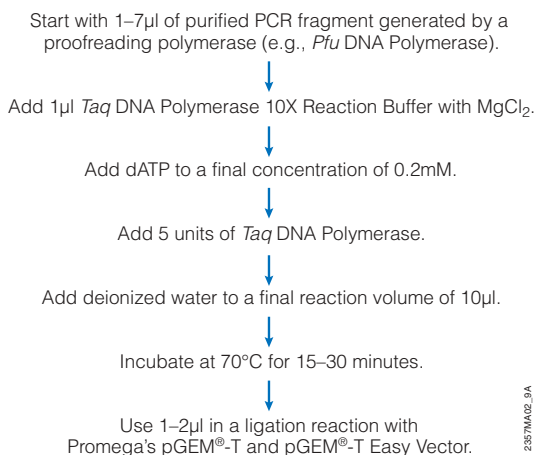 Start with 1–7µl of purified PCR fragment generated by a
proofreading polymerase (e.g., Pfu DNA Polymerase).
Add 1µl Taq DNA Polymerase 10X Reaction Buffer with MgCl₂.
Add dATP to a final concentration of 0.2mM.
Add 5 units of Taq DNA Polymerase.
Add deionized water to a final reaction volume of 10µl.
Incubate at 70°C for 15–30 minutes.
Use 1–2µl in a ligation reaction with
Promega's pGEM®-T and pGEM®-T Easy Vector.
2357MA02_9A